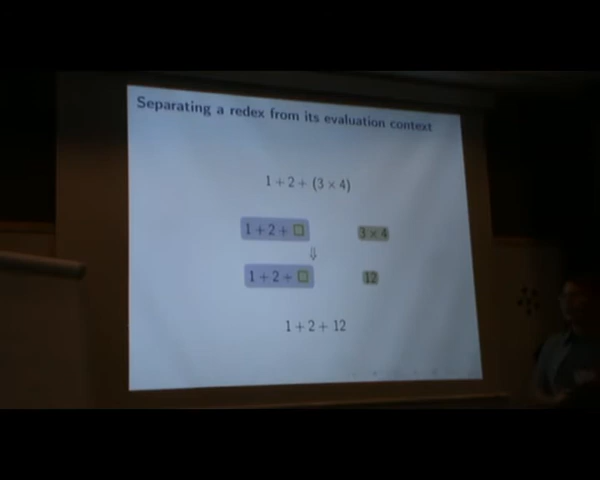 Separating a redex from its evaluation context
1 + 2 + (3 × 4)
1 + 2 + □ 3 × 4
⇓
1 + 2 + □ 12
1 + 2 + 12